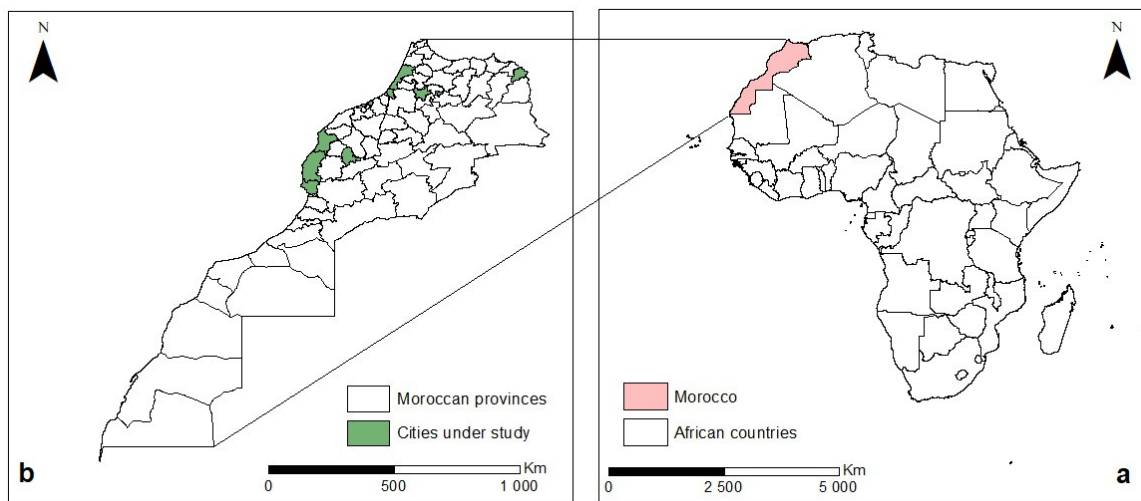 N
Moroccan provinces
Cities under study
Km
0 500 1 000
b
N
Morocco
African countries
Km
0 2 500 5 000
a